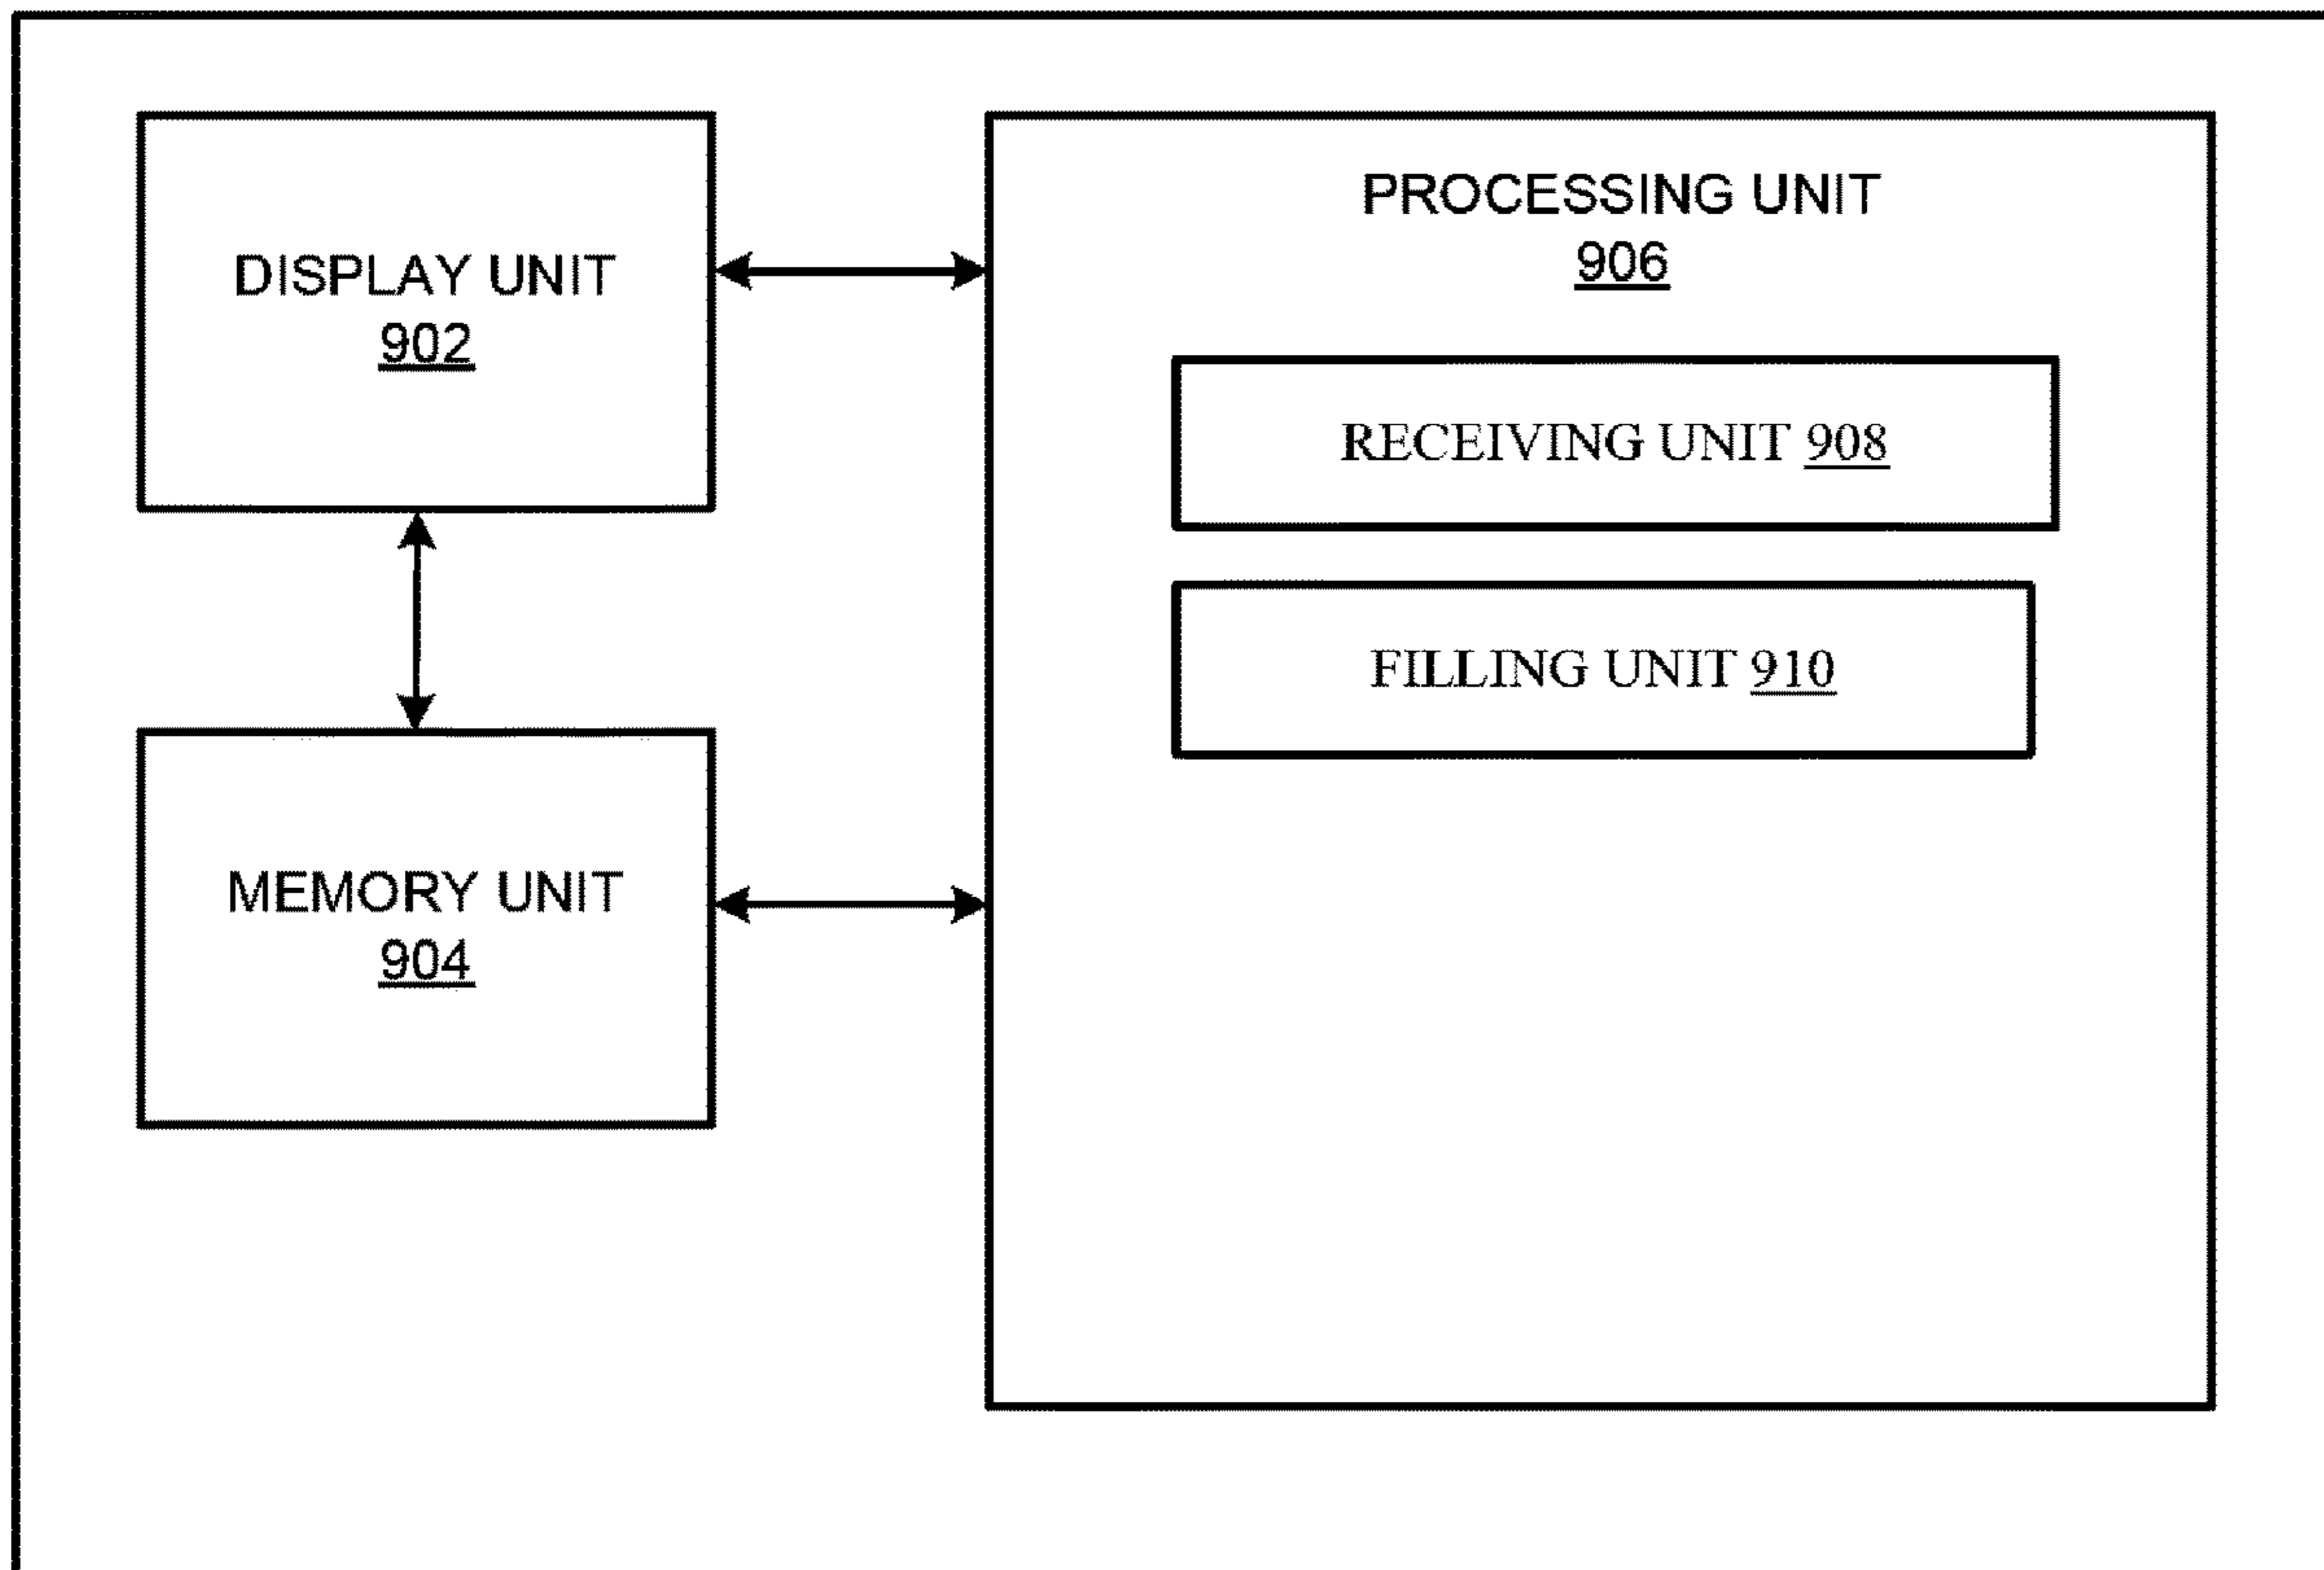 DISPLAY UNIT
902
PROCESSING UNIT
906
RECEIVING UNIT 908
FILLING UNIT 910
MEMORY UNIT
904